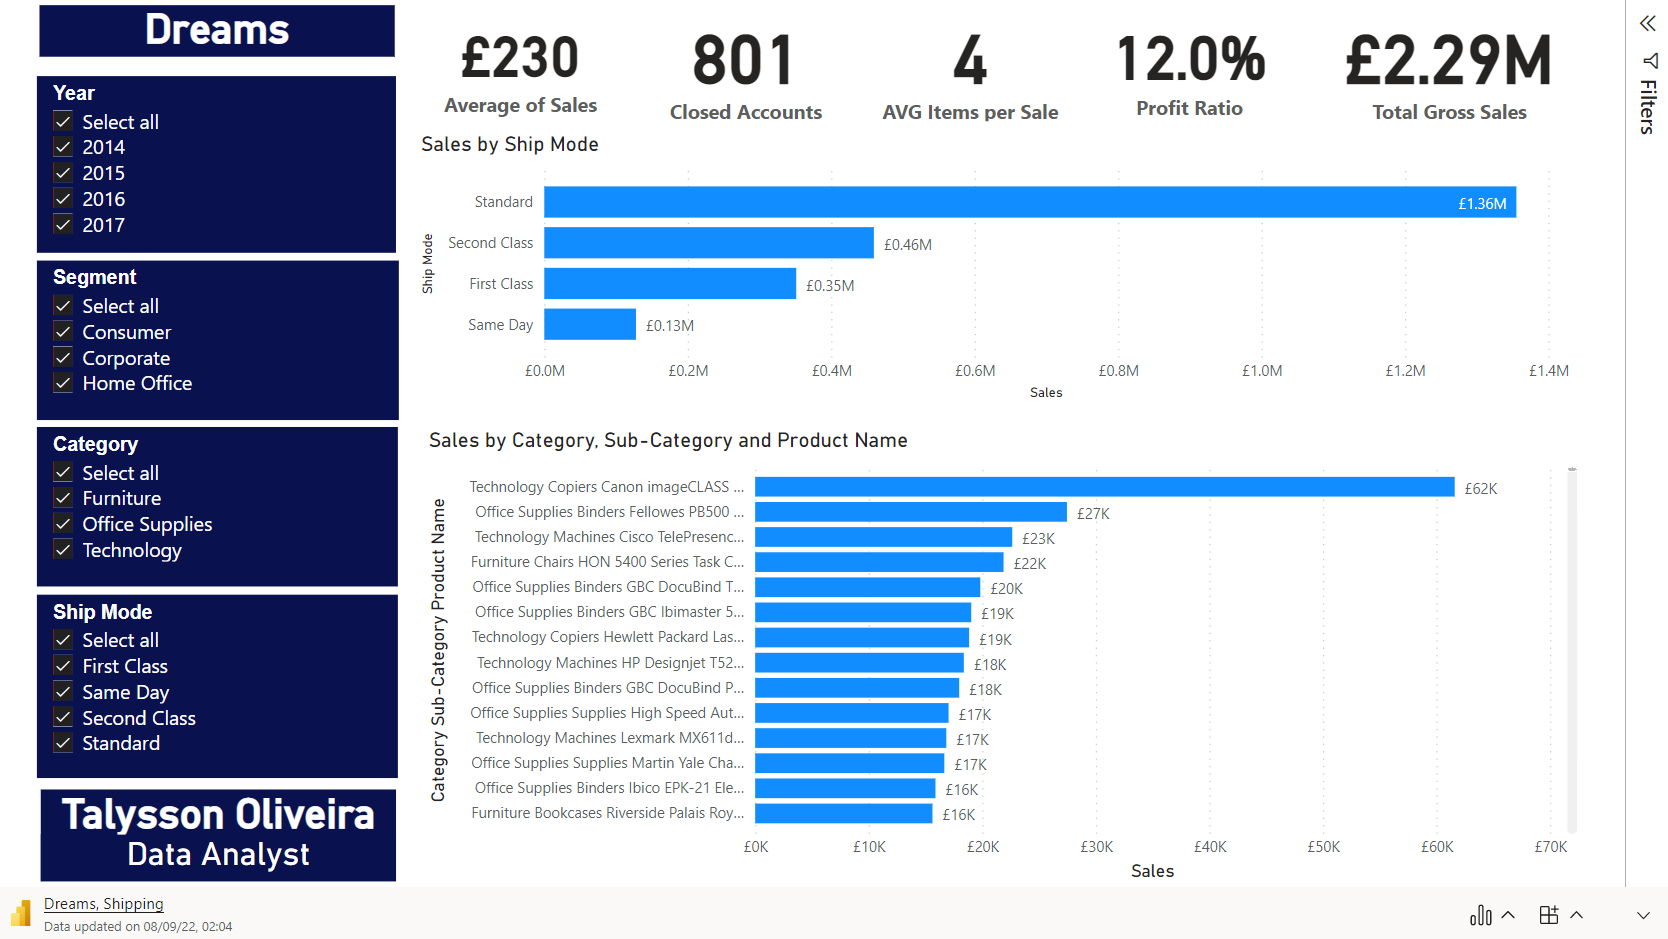 Dreams
Year
Select all
2014
2015
2016
2017
Segment
Select all
Consumer
Corporate
Home Office
Category
Select all
Furniture
Office Supplies
Technology
Ship Mode
Select all
First Class
Same Day
Second Class
Standard
Talysson Oliveira
Data Analyst
£230
Average of Sales
801
Closed Accounts
4
AVG Items per Sale
12.0%
Profit Ratio
£2.29M
Total Gross Sales
Sales by Ship Mode
Ship Mode
Standard £1.36M
Second Class £0.46M
First Class £0.35M
Same Day £0.13M
£0.0M £0.2M £0.4M £0.6M £0.8M £1.0M £1.2M £1.4M
Sales
Sales by Category, Sub-Category and Product Name
Category Sub-Category Product Name
Technology Copiers Canon imageCLASS ... £62K
Office Supplies Binders Fellowes PB500 ... £27K
Technology Machines Cisco TelePresenc... £23K
Furniture Chairs HON 5400 Series Task C... £22K
Office Supplies Binders GBC DocuBind T... £20K
Office Supplies Binders GBC Ibimaster 5... £19K
Technology Copiers Hewlett Packard Las... £19K
Technology Machines HP Designjet T52... £18K
Office Supplies Binders GBC DocuBind P... £18K
Office Supplies Supplies High Speed Aut... £17K
Technology Machines Lexmark MX611d... £17K
Office Supplies Supplies Martin Yale Cha... £17K
Office Supplies Binders Ibico EPK-21 Ele... £16K
Furniture Bookcases Riverside Palais Roy... £16K
£0K £10K £20K £30K £40K £50K £60K £70K
Sales
Filters
Dreams, Shipping
Data updated on 08/09/22, 02:04